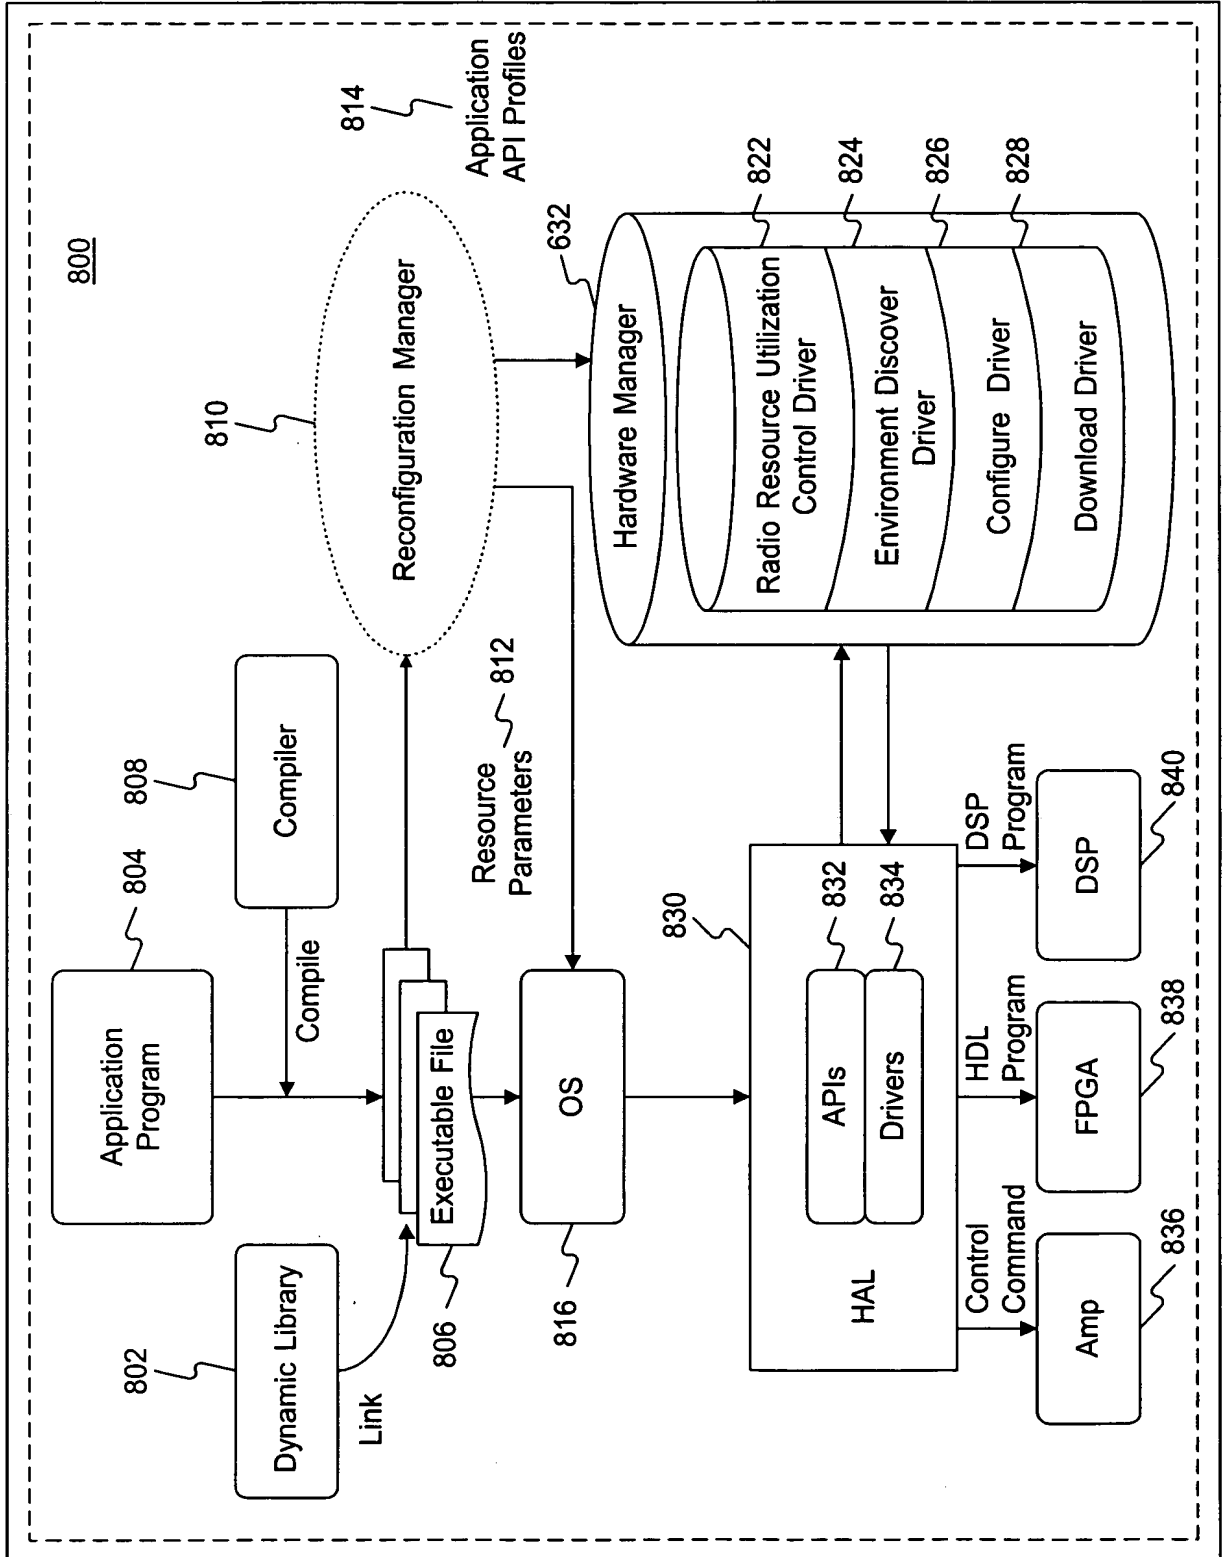 800
802
Dynamic Library
Link
804
Application
Program
808
Compiler
Compile
806
Executable File
810
Reconfiguration Manager
814
Application
API Profiles
Resource
Parameters
812
816
OS
632
Hardware Manager
Radio Resource Utilization
Control Driver
822
Environment Discover
Driver
824
Configure Driver
826
Download Driver
828
830
HAL
APIs
832
Drivers
834
Control
Command
HDL
Program
DSP
Program
Amp
836
FPGA
838
DSP
840